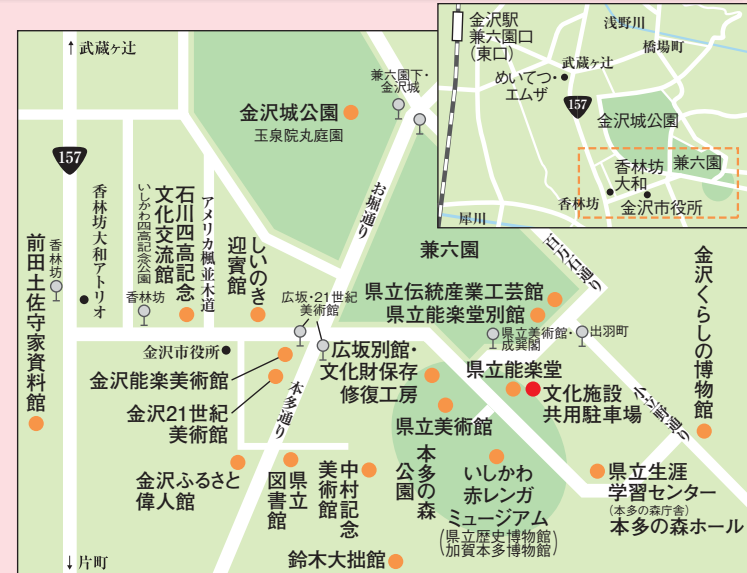 ↑武蔵ヶ辻
157
香林坊大和アトリオ
香林坊
前田土佐守家資料館
いしかわ四高記念公園
香林坊
石川四高記念
文化交流館
アメリカ楓並木道
しいのき
迎賓館
金沢城公園
玉泉院丸庭園
兼六園下・
金沢城
お堀通り
兼六園
百万石通り
県立伝統産業工芸館
県立能楽堂別館
広坂・21世紀
美術館
県立美術館・
成巽閣
出羽町
金沢くらしの博物館
小立野通り
金沢市役所
金沢能楽美術館
金沢21世紀
美術館
本多通り
広坂別館・
文化財保存
修復工房
県立能楽堂
文化施設
共用駐車場
県立美術館
本多の森
公園
いしかわ
赤レンガ
ミュージアム
(県立歴史博物館
加賀本多博物館)
県立生涯
学習センター
(本多の森庁舎)
本多の森ホール
金沢ふるさと
偉人館
県立
図書館
中村記念
美術館
鈴木大拙館
↓片町
金沢駅
兼六園口
(東口)
浅野川
橋場町
武蔵ヶ辻
めいてつ・
エムザ
157
金沢城公園
兼六園
香林坊
大和
香林坊
金沢市役所
犀川